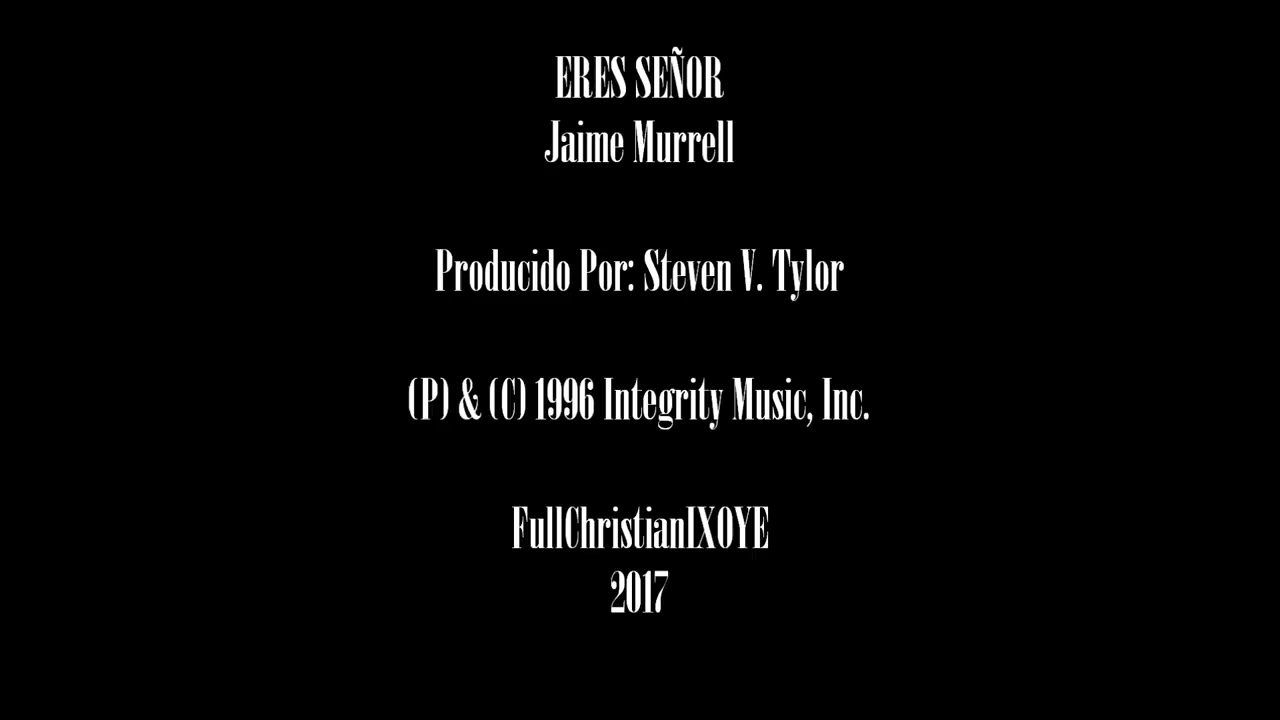 ERES SEÑOR
Jaime Murrell
Producido Por: Steven V. Tylor
(P) & (C) 1996 Integrity Music, Inc.
FullChristianIXOYE
2017